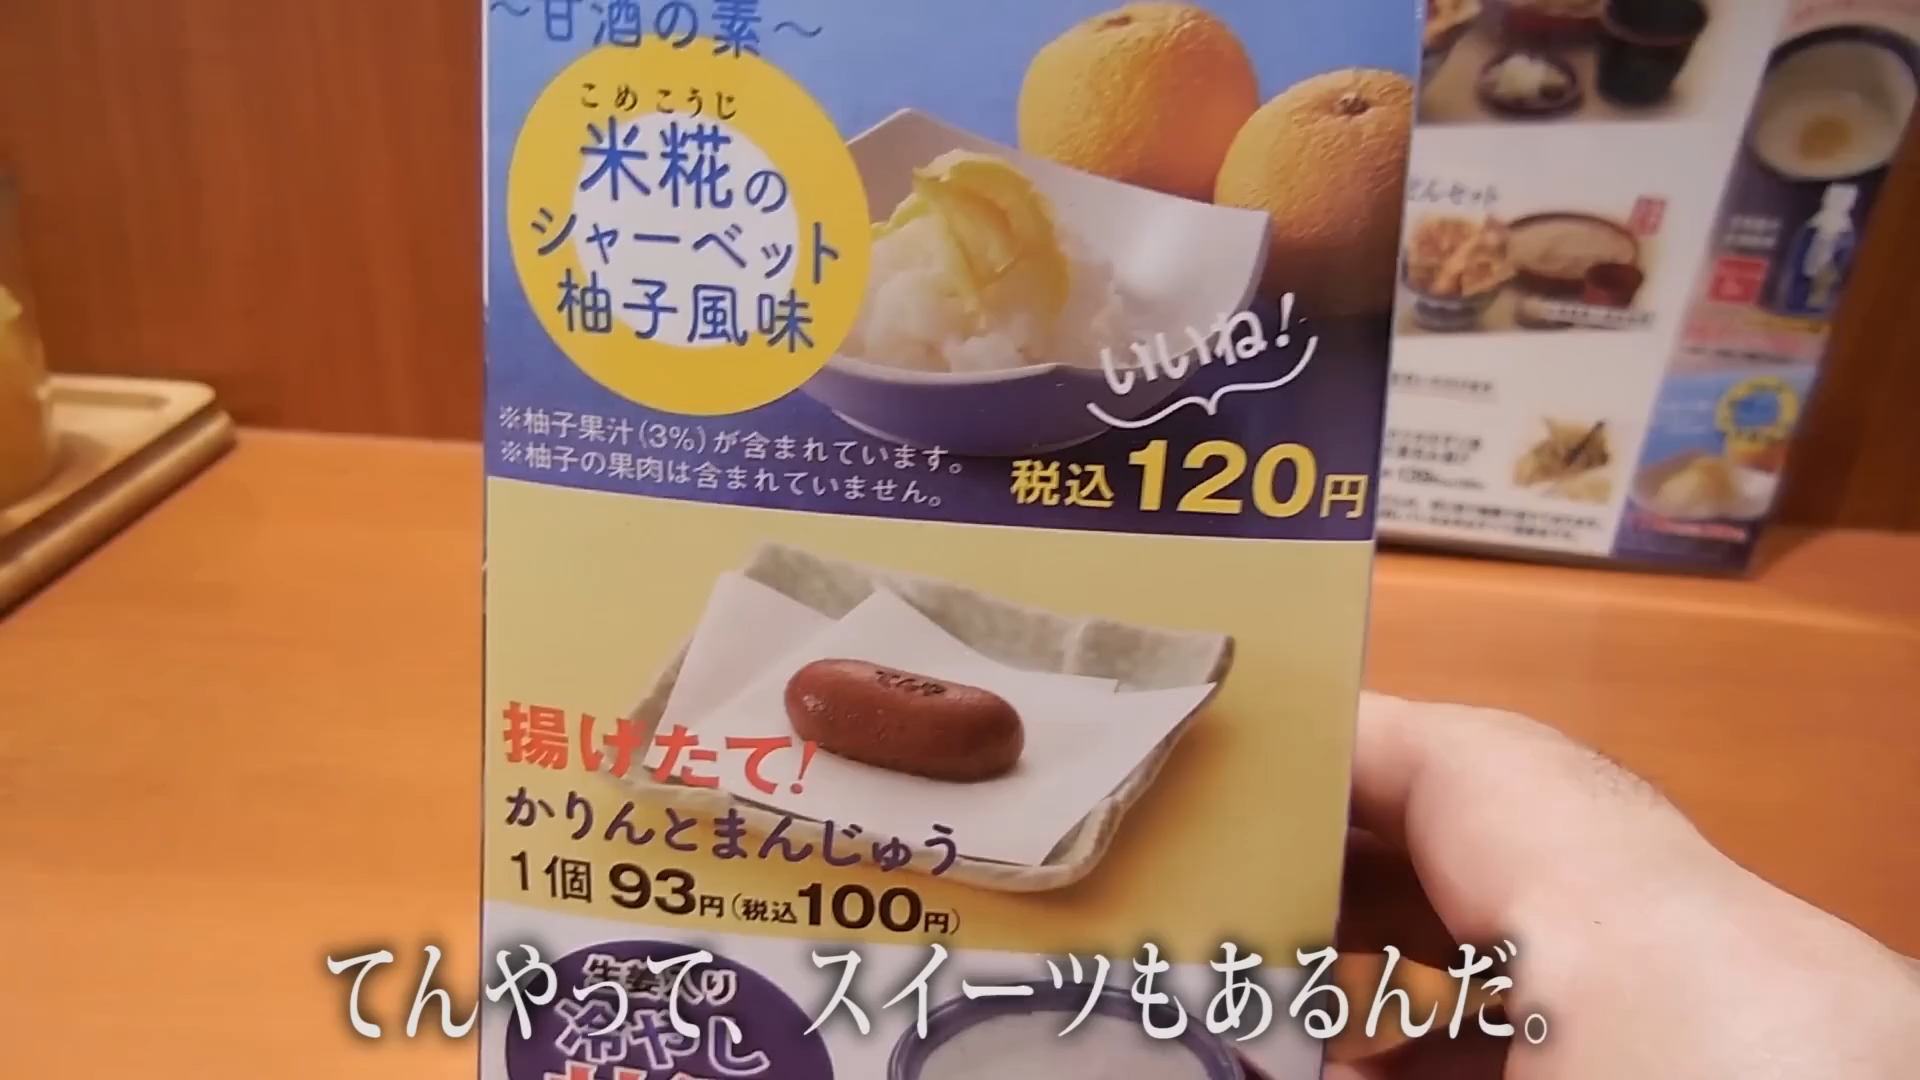 〜甘酒の素〜
こめこうじ
米糀の
シャーベット
柚子風味
いいね!
※柚子果汁(3%)が含まれています。
※柚子の果肉は含まれていません。
税込120円
てんや
揚げたて!
かりんとまんじゅう
1個 93円(税込100円)
生姜入り
冷やし
てんやって、スイーツもあるんだ。